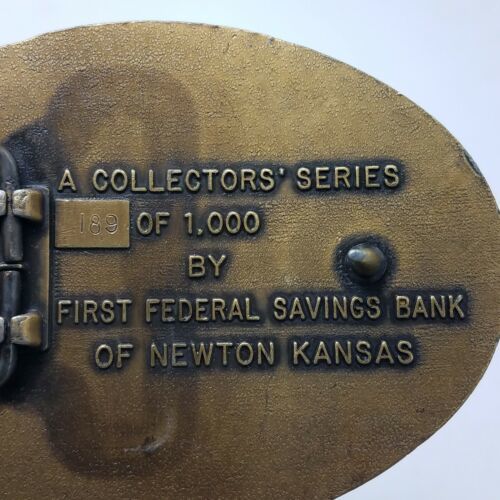 A COLLECTORS' SERIES
189 OF 1,000
BY
FIRST FEDERAL SAVINGS BANK
OF NEWTON KANSAS